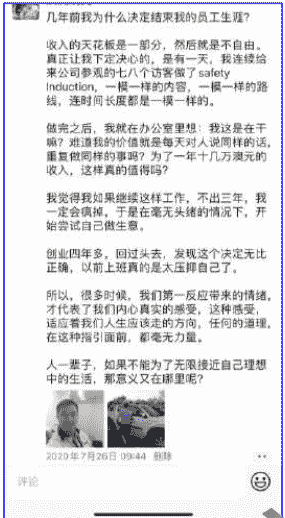 几年前我为什么决定结束我的员工生涯?
收入的天花板是一部分，然后就是不自由。
真正让我下定决心的，是有一天，我连续给
来公司参观的七八个访客做了safety
Induction，一模一样的内容，一模一样的路
线，连时间长度都是一模一样的。
做完之后，我就在办公室里想：我这是在干
嘛？难道我的价值就是每天对人说同样的话，
重复做同样的事吗？为了一年十几万澳元的
收入，这样真的值得吗？
我觉得我如果继续这样工作，不出三年，我
一定会疯掉，于是在毫无头绪的情况下，开
始尝试自己做生意。
创业四年多，回过头去，发现这个决定无比
正确，以前上班真的是太压抑自己了。
所以，很多时候，我们第一反应带来的情绪，
才代表了我们内心真实的感受，这种感受，
适应着我们人生应该走的方向，任何的道理，
在这种指引面前，都毫无力量。
人一辈子，如果不能为了无限接近自己理想
中的生活，那意义又在哪里呢？
2020年7月26日 09:44 删除
评论